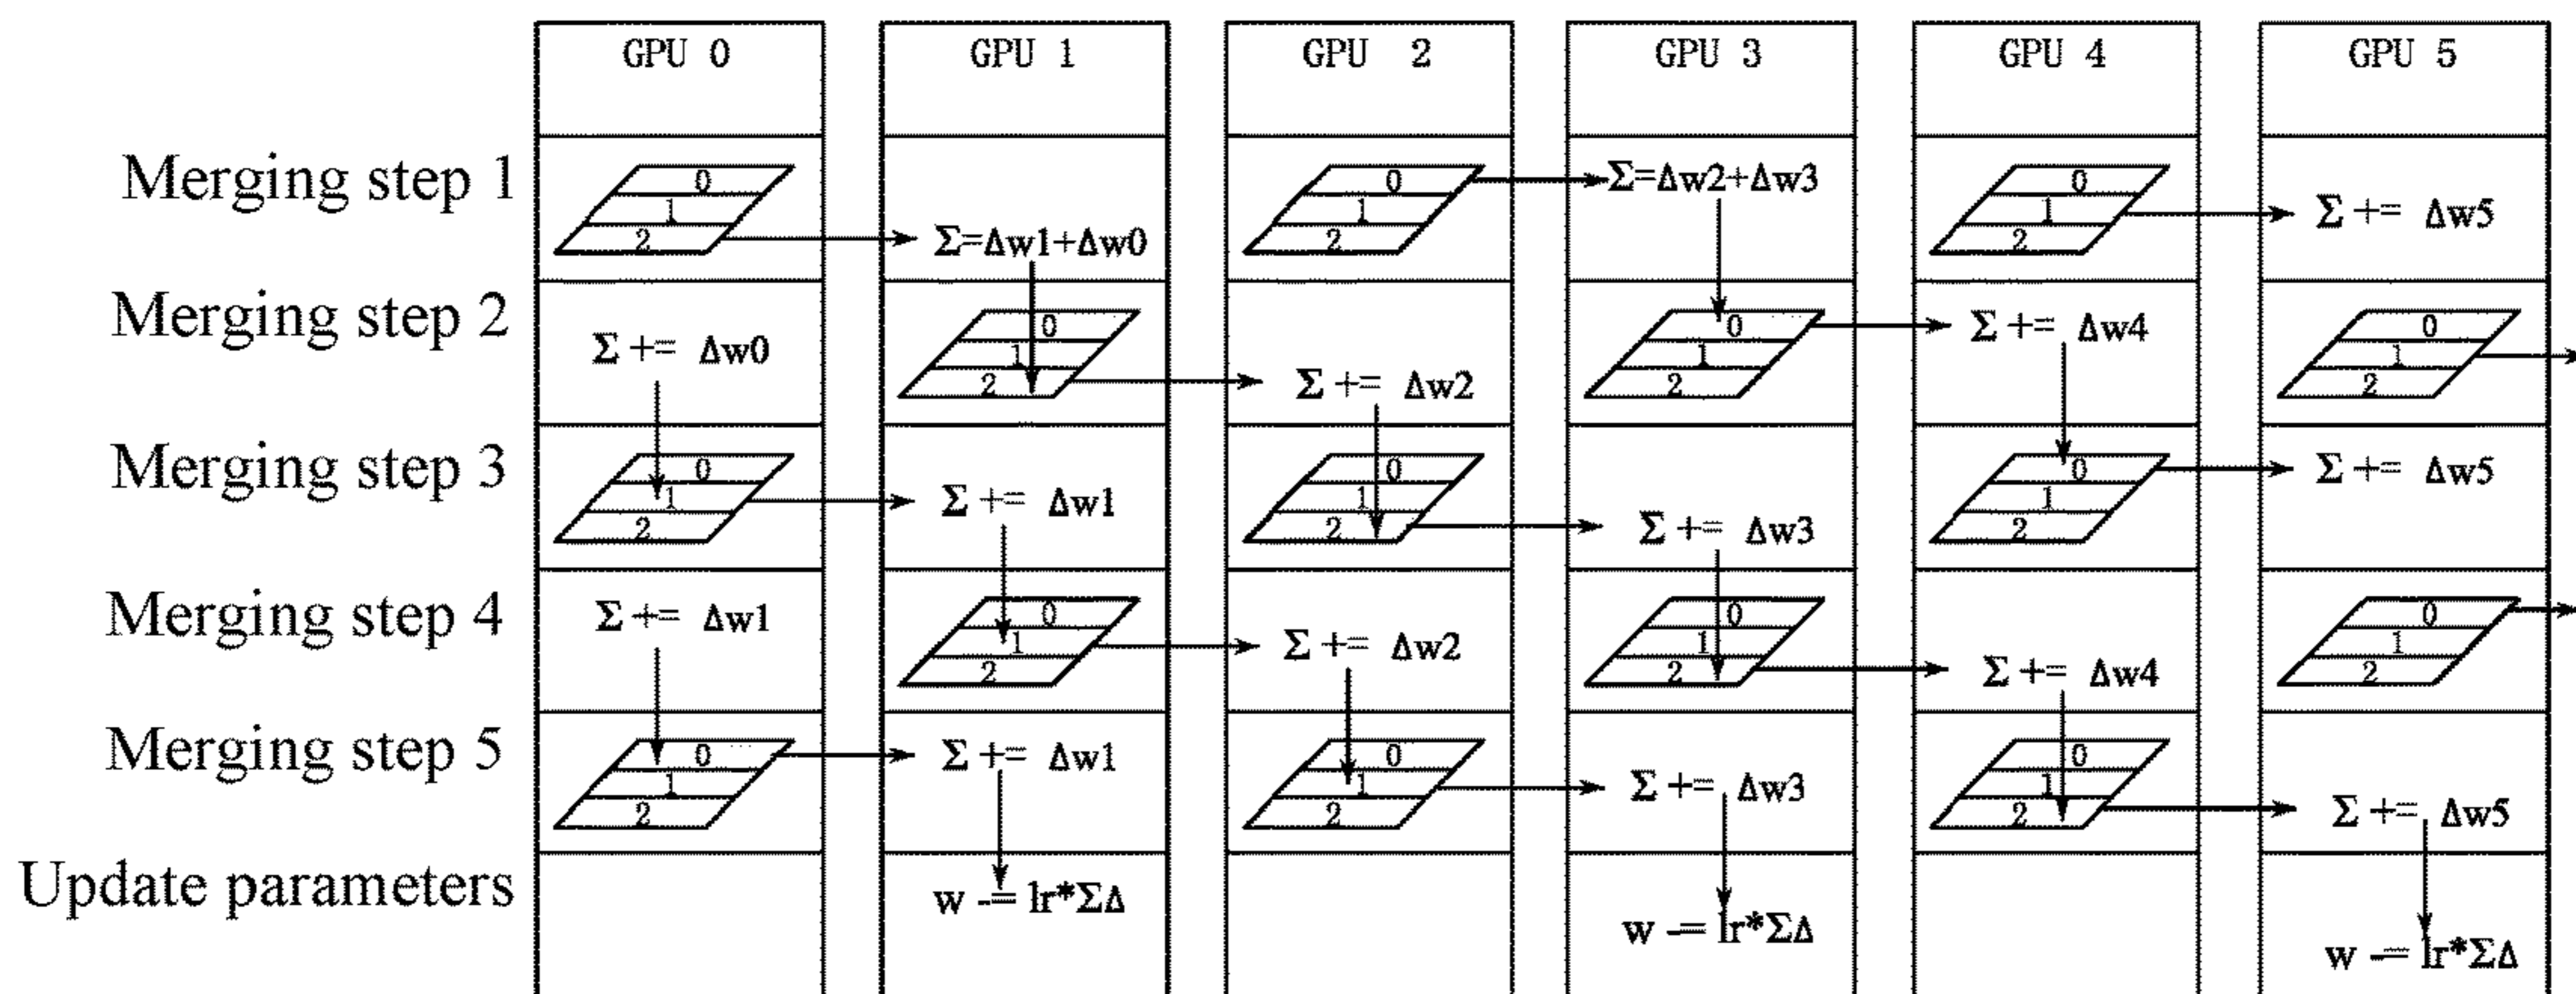 GPU 0 GPU 1 GPU 2 GPU 3 GPU 4 GPU 5
Merging step 1
0
1
2
Σ=Δw1+Δw0
0
1
2
Σ=Δw2+Δw3
0
1
2
Σ += Δw5
Merging step 2
Σ += Δw0
0
1
2
Σ += Δw2
0
1
2
Σ += Δw4
0
1
2
Merging step 3
0
1
2
Σ += Δw1
0
1
2
Σ += Δw3
0
1
2
Σ += Δw5
Merging step 4
Σ += Δw1
0
1
2
Σ += Δw2
0
1
2
Σ += Δw4
0
1
2
Merging step 5
0
1
2
Σ += Δw1
0
1
2
Σ += Δw3
0
1
2
Σ += Δw5
Update parameters
w -= lr*ΣΔ
w -= lr*ΣΔ
w -= lr*ΣΔ